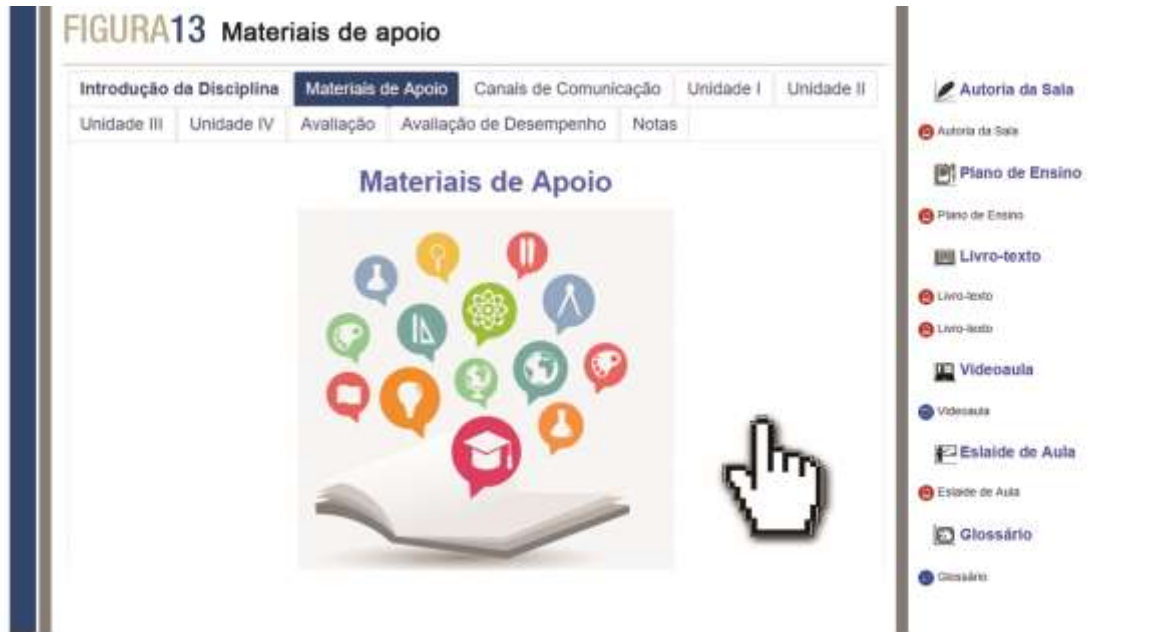 FIGURA13 Materiais de apoio
Introdução da Disciplina Materiais de Apoio Canais de Comunicação Unidade I Unidade II
Unidade III Unidade IV Avaliação Avaliação de Desempenho Notas
Materiais de Apoio
Autoria da Sala
Autoria da Sala
Plano de Ensino
Plano de Ensino
Livro-texto
Livro-texto
Livro-texto
Videoaula
Videoaula
Eslaide de Aula
Eslaide de Aula
Glossário
Glossário